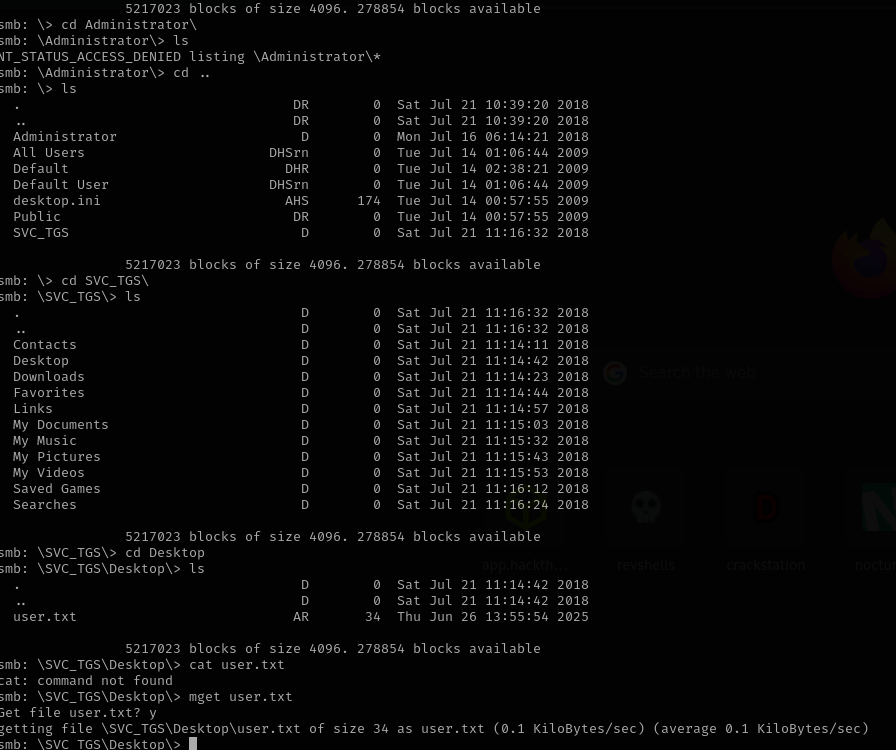 5217023 blocks of size 4096. 278854 blocks available
smb: \> cd Administrator\
smb: \Administrator\> ls
NT_STATUS_ACCESS_DENIED listing \Administrator\*
smb: \Administrator\> cd ..
smb: \> ls
  .                                  DR        0  Sat Jul 21 10:39:20 2018
  ..                                 DR        0  Sat Jul 21 10:39:20 2018
  Administrator                       D        0  Mon Jul 16 06:14:21 2018
  All Users                       DHSrn        0  Tue Jul 14 01:06:44 2009
  Default                           DHR        0  Tue Jul 14 02:38:21 2009
  Default User                    DHSrn        0  Tue Jul 14 01:06:44 2009
  desktop.ini                       AHS      174  Tue Jul 14 00:57:55 2009
  Public                             DR        0  Tue Jul 14 00:57:55 2009
  SVC_TGS                             D        0  Sat Jul 21 11:16:32 2018
                5217023 blocks of size 4096. 278854 blocks available
smb: \> cd SVC_TGS\
smb: \SVC_TGS\> ls
  .                                   D        0  Sat Jul 21 11:16:32 2018
  ..                                  D        0  Sat Jul 21 11:16:32 2018
  Contacts                            D        0  Sat Jul 21 11:14:11 2018
  Desktop                             D        0  Sat Jul 21 11:14:42 2018
  Downloads                           D        0  Sat Jul 21 11:14:23 2018
  Favorites                           D        0  Sat Jul 21 11:14:44 2018
  Links                               D        0  Sat Jul 21 11:14:57 2018
  My Documents                        D        0  Sat Jul 21 11:15:03 2018
  My Music                            D        0  Sat Jul 21 11:15:32 2018
  My Pictures                         D        0  Sat Jul 21 11:15:43 2018
  My Videos                           D        0  Sat Jul 21 11:15:53 2018
  Saved Games                         D        0  Sat Jul 21 11:16:12 2018
  Searches                            D        0  Sat Jul 21 11:16:24 2018
                5217023 blocks of size 4096. 278854 blocks available
smb: \SVC_TGS\> cd Desktop
smb: \SVC_TGS\Desktop\> ls
  .                                   D        0  Sat Jul 21 11:14:42 2018
  ..                                  D        0  Sat Jul 21 11:14:42 2018
  user.txt                           AR       34  Thu Jun 26 13:55:54 2025
                5217023 blocks of size 4096. 278854 blocks available
smb: \SVC_TGS\Desktop\> cat user.txt
cat: command not found
smb: \SVC_TGS\Desktop\> mget user.txt
Get file user.txt? y
getting file \SVC_TGS\Desktop\user.txt of size 34 as user.txt (0.1 KiloBytes/sec) (average 0.1 KiloBytes/sec)
smb: \SVC_TGS\Desktop\>
Search the web
app.hackth... revshells crackstation noctur